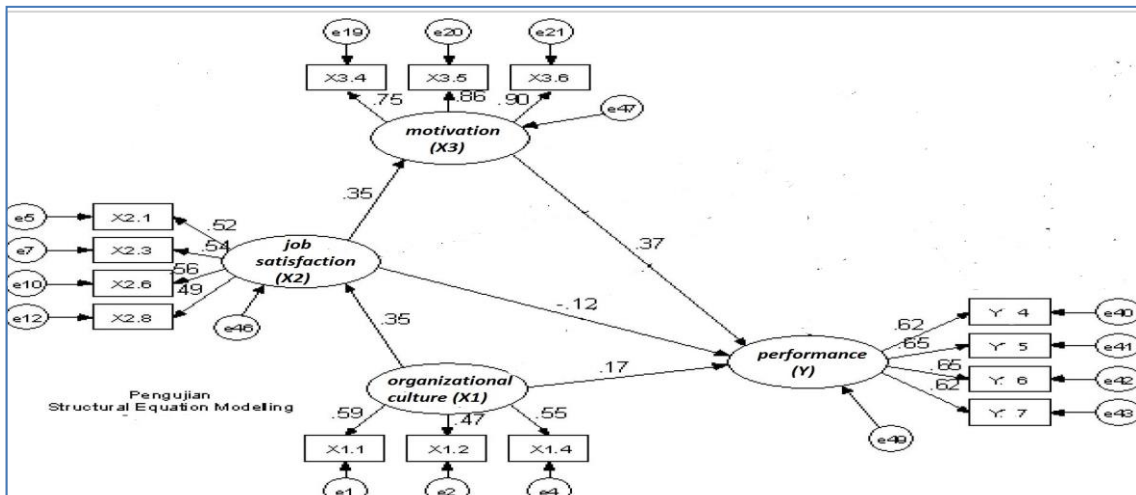 e19
e20
e21
X3.4
X3.5
X3.6
.75
.86
.90
e47
motivation
(X3)
.35
.37
e5
X2.1
.52
e7
X2.3
.54
job
satisfaction
(X2)
e10
X2.6
.56
e12
X2.8
.49
e46
-.12
.35
e40
Y. 4
.62
e41
Y. 5
.65
performance
(Y)
e42
Y. 6
.65
e43
Y. 7
.62
e49
.17
organizational
culture (X1)
Pengujian
Structural Equation Modelling
.59
.47
.55
X1.1
X1.2
X1.4
e1
e2
e4